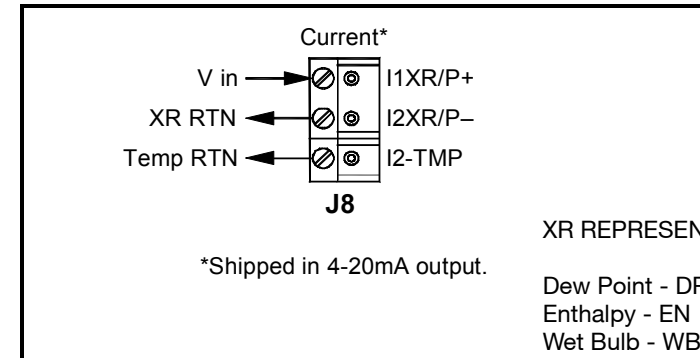 Current*
V in I1XR/P+
XR RTN I2XR/P–
Temp RTN I2-TMP
J8
*Shipped in 4-20mA output.
XR REPRESEN
Dew Point - DP
Enthalpy - EN
Wet Bulb - WB